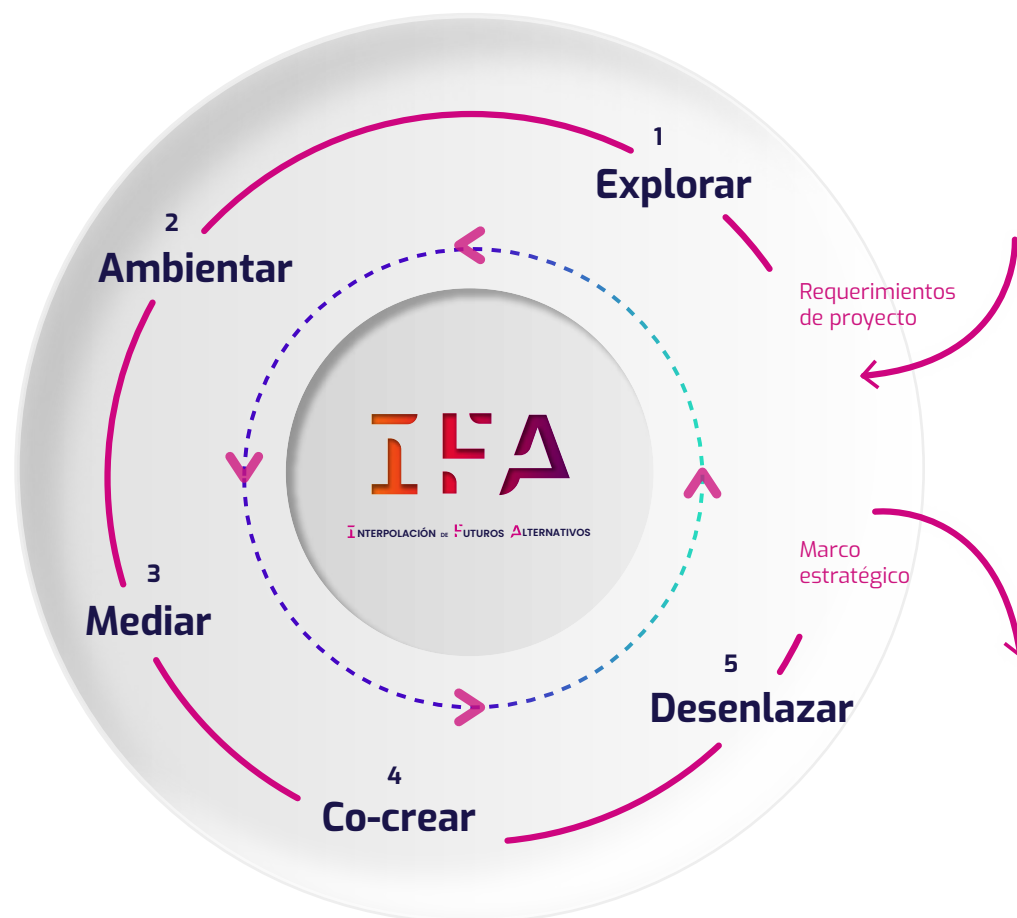 1
Explorar
2
Ambientar
Requerimientos
de proyecto
IFA
INTERPOLACIÓN DE FUTUROS ALTERNATIVOS
Marco
estratégico
3
Mediar
5
Desenlazar
4
Co-crear